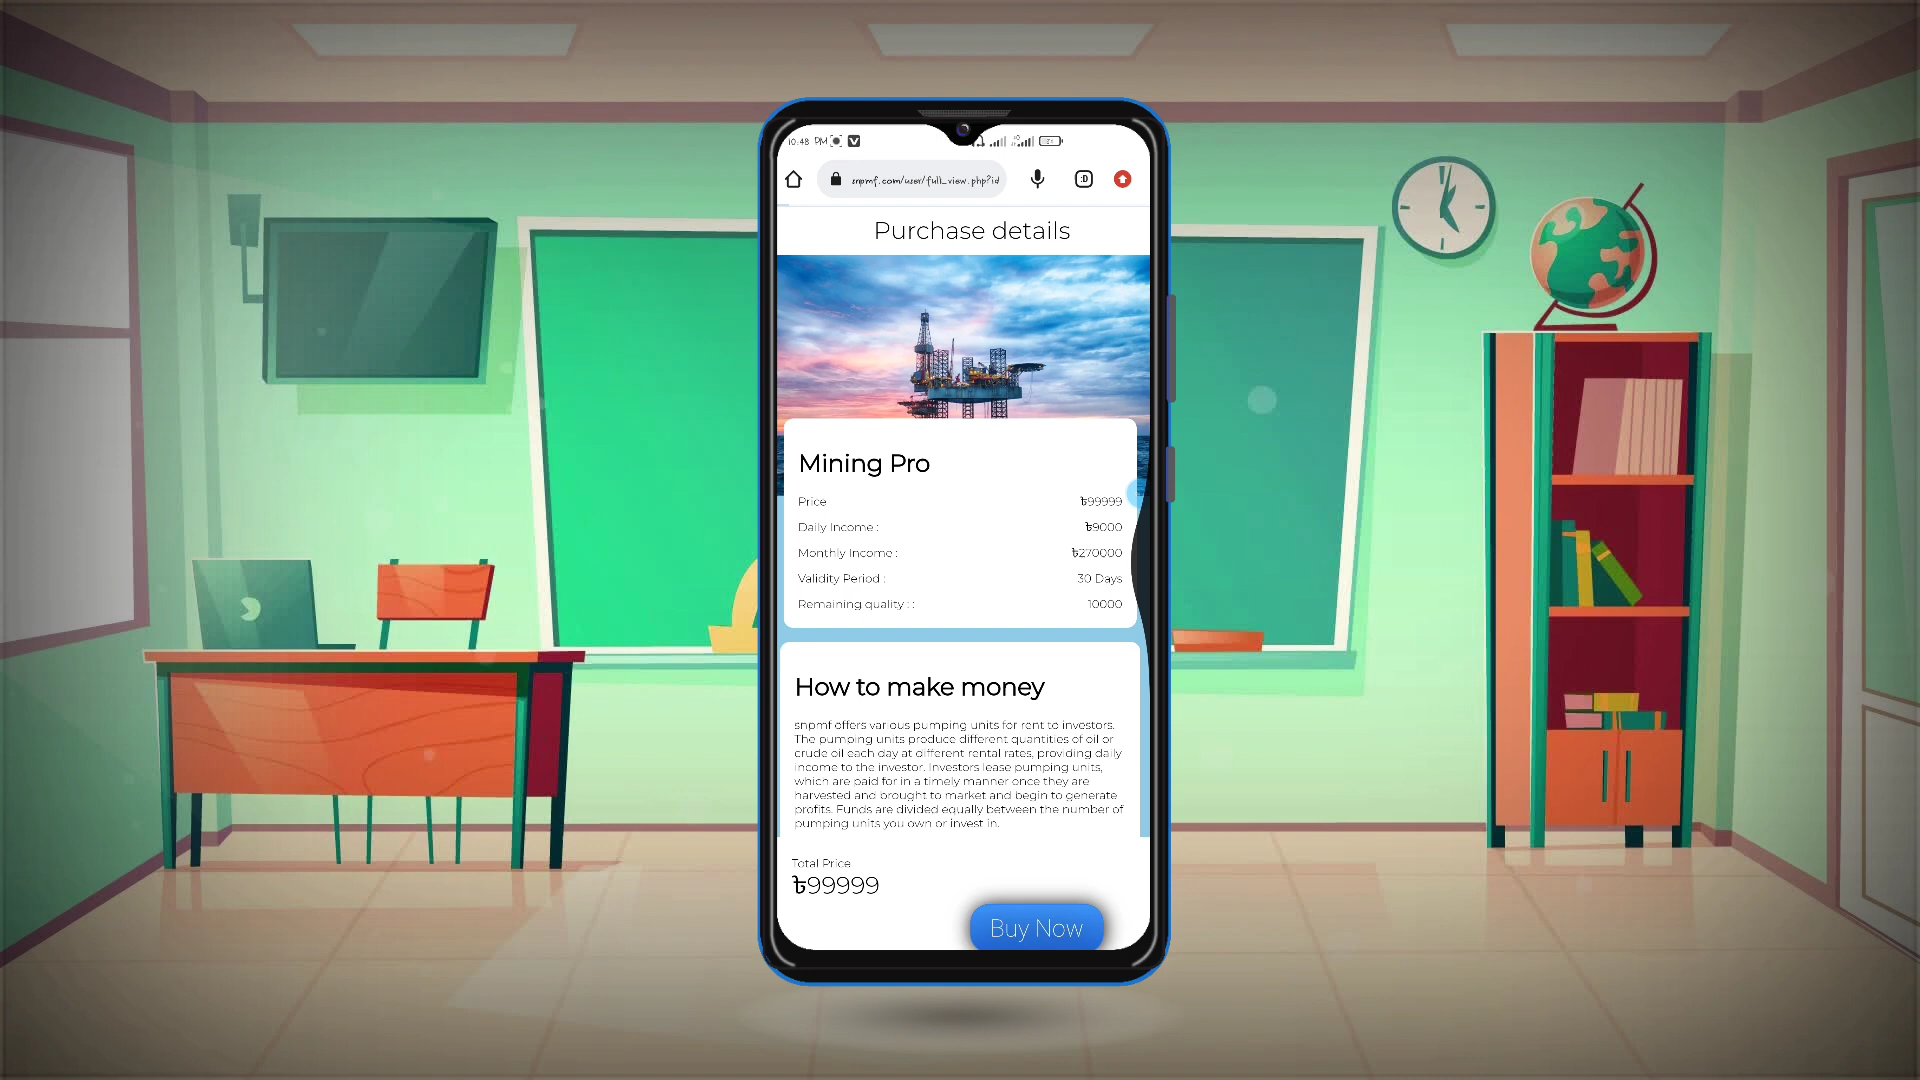 10:48 PM
snpmf.com/user/full_view.php?id
:D
Purchase details
Mining Pro
Price ৳99999
Daily Income : ৳9000
Monthly Income : ৳270000
Validity Period : 30 Days
Remaining quality : : 10000
How to make money
snpmf offers various pumping units for rent to investors.
The pumping units produce different quantities of oil or
crude oil each day at different rental rates, providing daily
income to the investor. Investors lease pumping units,
which are paid for in a timely manner once they are
harvested and brought to market and begin to generate
profits. Funds are divided equally between the number of
pumping units you own or invest in.
Total Price
৳99999
Buy Now